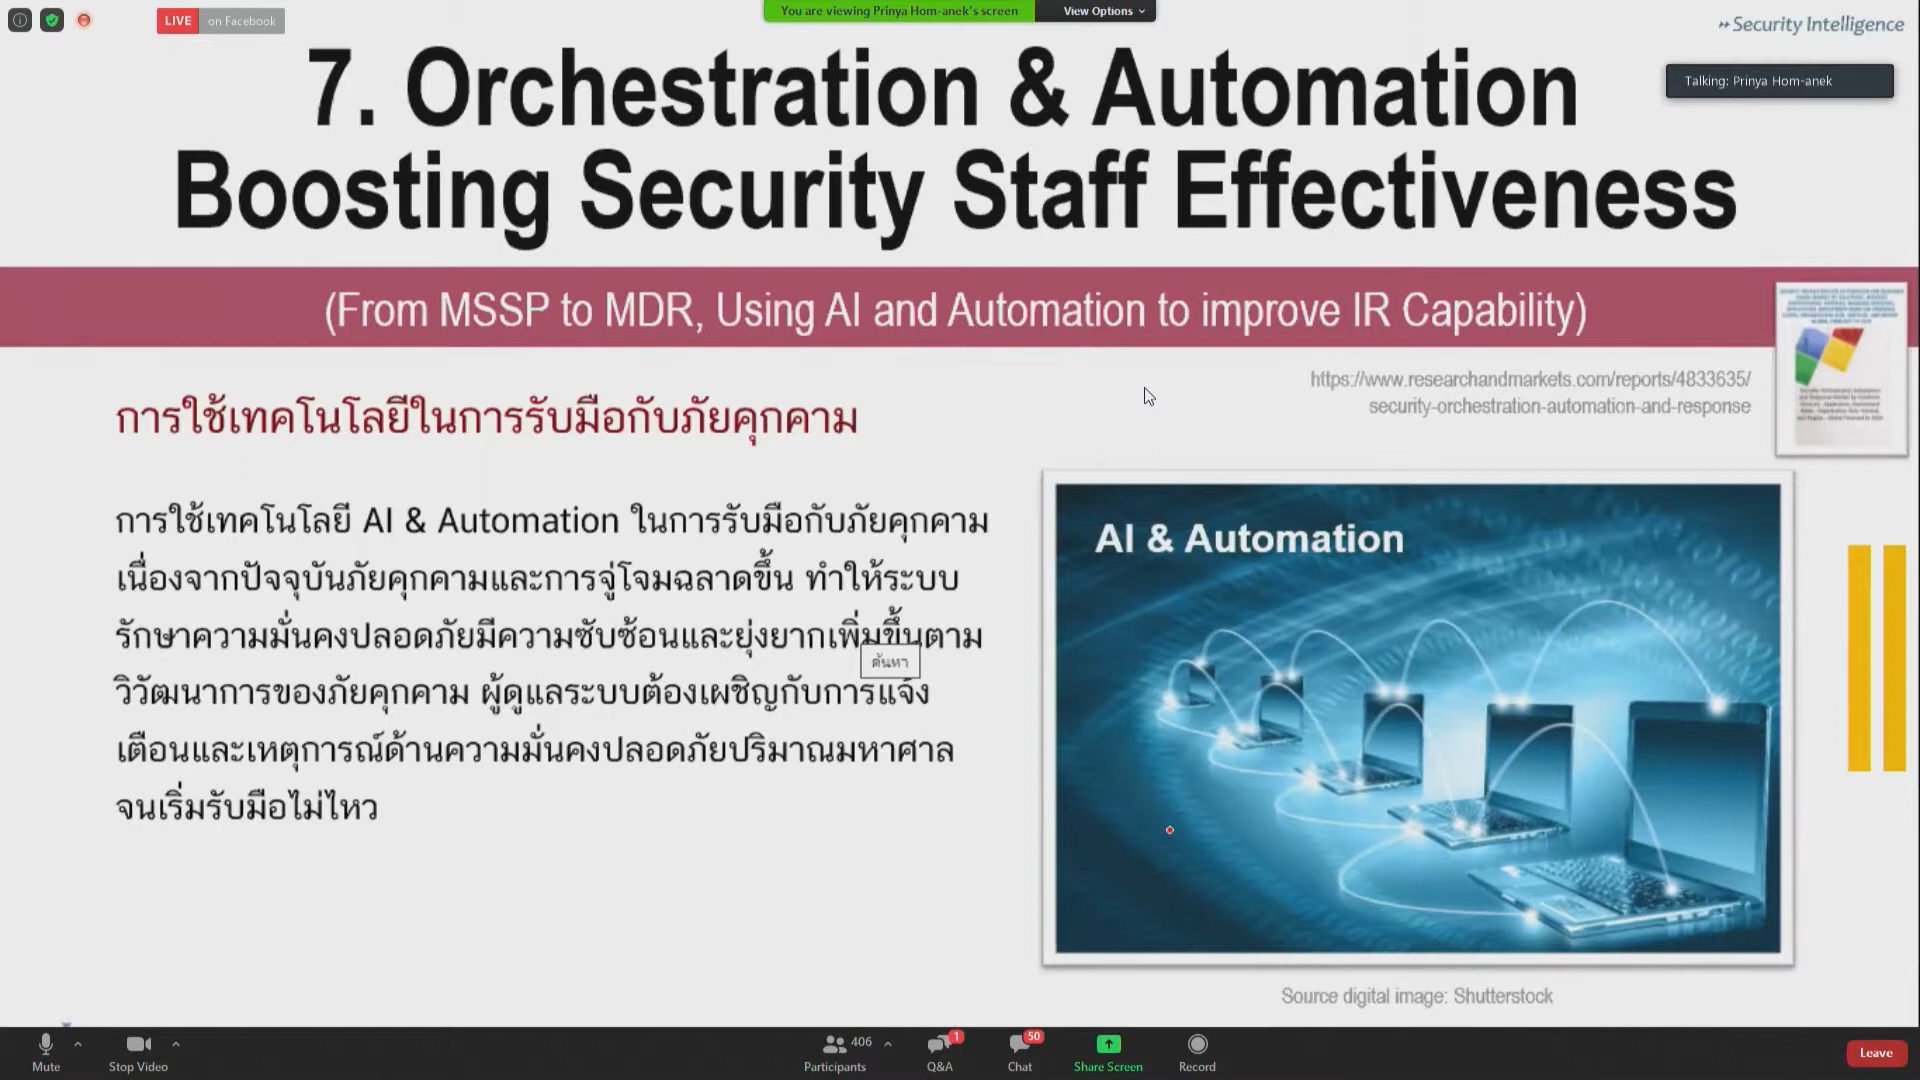 LIVE on Facebook
You are viewing Prinya Hom-anek's screen
View Options
Security Intelligence
Talking: Prinya Hom-anek
7. Orchestration & Automation
Boosting Security Staff Effectiveness
(From MSSP to MDR, Using AI and Automation to improve IR Capability)
https://www.researchandmarkets.com/reports/4833635/
security-orchestration-automation-and-response
การใช้เทคโนโลยีในการรับมือกับภัยคุกคาม
การใช้เทคโนโลยี AI & Automation ในการรับมือกับภัยคุกคาม
เนื่องจากปัจจุบันภัยคุกคามและการจู่โจมฉลาดขึ้น ทำให้ระบบ
รักษาความมั่นคงปลอดภัยมีความซับซ้อนและยุ่งยากเพิ่มขึ้นตาม
ค้นหา
วิวัฒนาการของภัยคุกคาม ผู้ดูแลระบบต้องเผชิญกับการแจ้ง
เตือนและเหตุการณ์ด้านความมั่นคงปลอดภัยปริมาณมหาศาล
จนเริ่มรับมือไม่ไหว
AI & Automation
Source digital image: Shutterstock
Mute
Stop Video
406
Participants
1
Q&A
50
Chat
Share Screen
Record
Leave